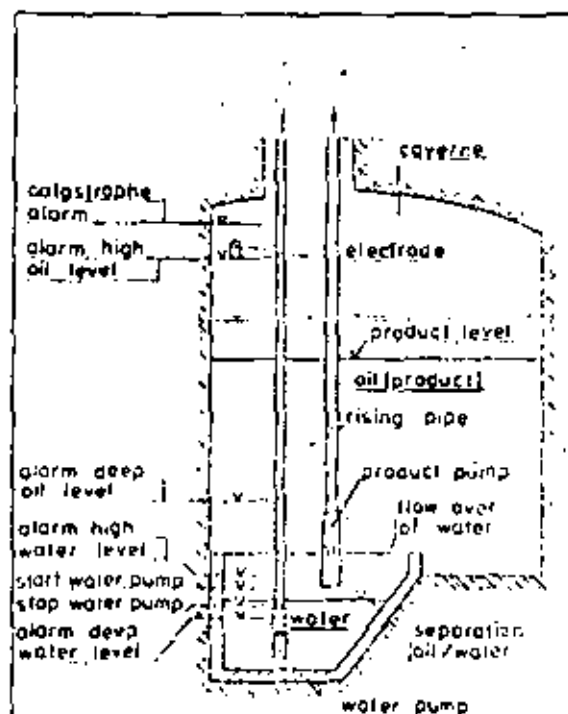 caverne
catastrophe
alarm
alarm high
oil level
electrode
product level
oil [product]
rising pipe
alarm deep
oil level
product pump
flow over
of water
alarm high
water level
start water pump
stop water pump
water
alarm deep
water level
separation
oil/water
water pump